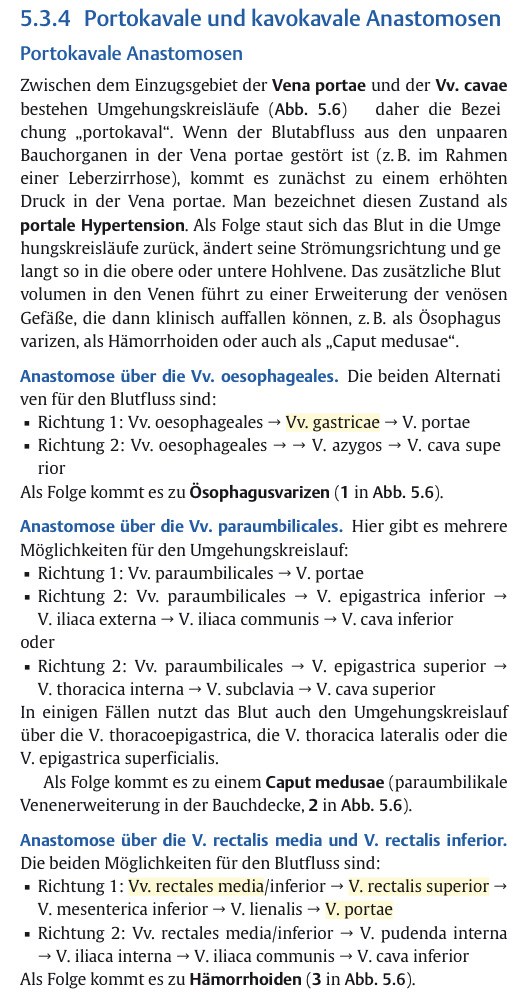 5.3.4 Portokavale und kavokavale Anastomosen
Portokavale Anastomosen
Zwischen dem Einzugsgebiet der Vena portae und der Vv. cavae
bestehen Umgehungskreisläufe (Abb. 5.6) daher die Bezei
chung „portokaval“. Wenn der Blutabfluss aus den unpaaren
Bauchorganen in der Vena portae gestört ist (z. B. im Rahmen
einer Leberzirrhose), kommt es zunächst zu einem erhöhten
Druck in der Vena portae. Man bezeichnet diesen Zustand als
portale Hypertension. Als Folge staut sich das Blut in die Umge
hungskreisläufe zurück, ändert seine Strömungsrichtung und ge
langt so in die obere oder untere Hohlvene. Das zusätzliche Blut
volumen in den Venen führt zu einer Erweiterung der venösen
Gefäße, die dann klinisch auffallen können, z. B. als Ösophagus
varizen, als Hämorrhoiden oder auch als „Caput medusae“.
Anastomose über die Vv. oesophageales. Die beiden Alternati
ven für den Blutfluss sind:
▪ Richtung 1: Vv. oesophageales → Vv. gastricae → V. portae
▪ Richtung 2: Vv. oesophageales → → V. azygos → V. cava supe
rior
Als Folge kommt es zu Ösophagusvarizen (1 in Abb. 5.6).
Anastomose über die Vv. paraumbilicales. Hier gibt es mehrere
Möglichkeiten für den Umgehungskreislauf:
▪ Richtung 1: Vv. paraumbilicales → V. portae
▪ Richtung 2: Vv. paraumbilicales → V. epigastrica inferior →
V. iliaca externa → V. iliaca communis → V. cava inferior
oder
▪ Richtung 2: Vv. paraumbilicales → V. epigastrica superior →
V. thoracica interna → V. subclavia → V. cava superior
In einigen Fällen nutzt das Blut auch den Umgehungskreislauf
über die V. thoracoepigastrica, die V. thoracica lateralis oder die
V. epigastrica superficialis.
Als Folge kommt es zu einem Caput medusae (paraumbilikale
Venenerweiterung in der Bauchdecke, 2 in Abb. 5.6).
Anastomose über die V. rectalis media und V. rectalis inferior.
Die beiden Möglichkeiten für den Blutfluss sind:
▪ Richtung 1: Vv. rectales media/inferior → V. rectalis superior →
V. mesenterica inferior → V. lienalis → V. portae
▪ Richtung 2: Vv. rectales media/inferior → V. pudenda interna
→ V. iliaca interna → V. iliaca communis → V. cava inferior
Als Folge kommt es zu Hämorrhoiden (3 in Abb. 5.6).